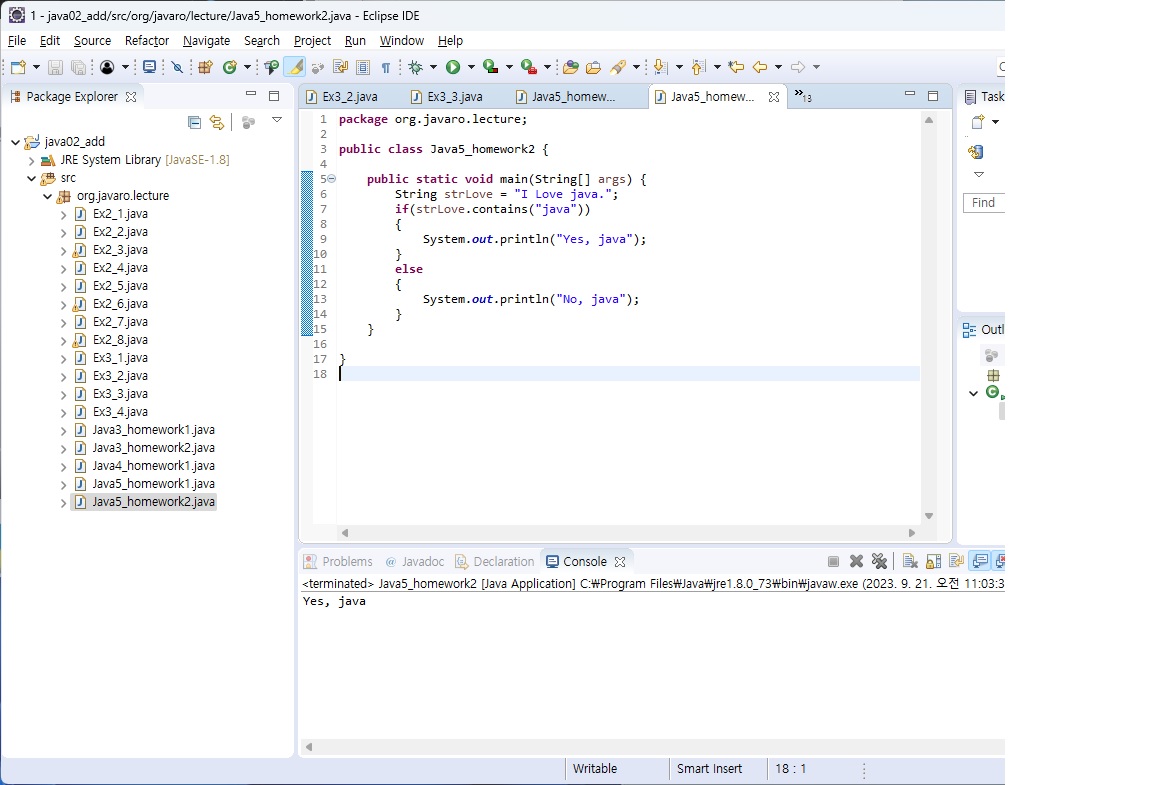 1 - java02_add/src/org/javaro/lecture/Java5_homework2.java - Eclipse IDE
File Edit Source Refactor Navigate Search Project Run Window Help
Package Explorer
java02_add
JRE System Library [JavaSE-1.8]
src
org.javaro.lecture
Ex2_1.java
Ex2_2.java
Ex2_3.java
Ex2_4.java
Ex2_5.java
Ex2_6.java
Ex2_7.java
Ex2_8.java
Ex3_1.java
Ex3_2.java
Ex3_3.java
Ex3_4.java
Java3_homework1.java
Java3_homework2.java
Java4_homework1.java
Java5_homework1.java
Java5_homework2.java
Ex3_2.java Ex3_3.java Java5_homew... Java5_homew... »13
1 package org.javaro.lecture;
2
3 public class Java5_homework2 {
4
5 public static void main(String[] args) {
6 String strLove = "I Love java.";
7 if(strLove.contains("java"))
8 {
9 System.out.println("Yes, java");
10 }
11 else
12 {
13 System.out.println("No, java");
14 }
15 }
16
17 }
18
Task
Find
Outl
Problems @ Javadoc Declaration Console
<terminated> Java5_homework2 [Java Application] C:₩Program Files₩Java₩jre1.8.0_73₩bin₩javaw.exe (2023. 9. 21. 오전 11:03:3
Yes, java
Writable Smart Insert 18 : 1